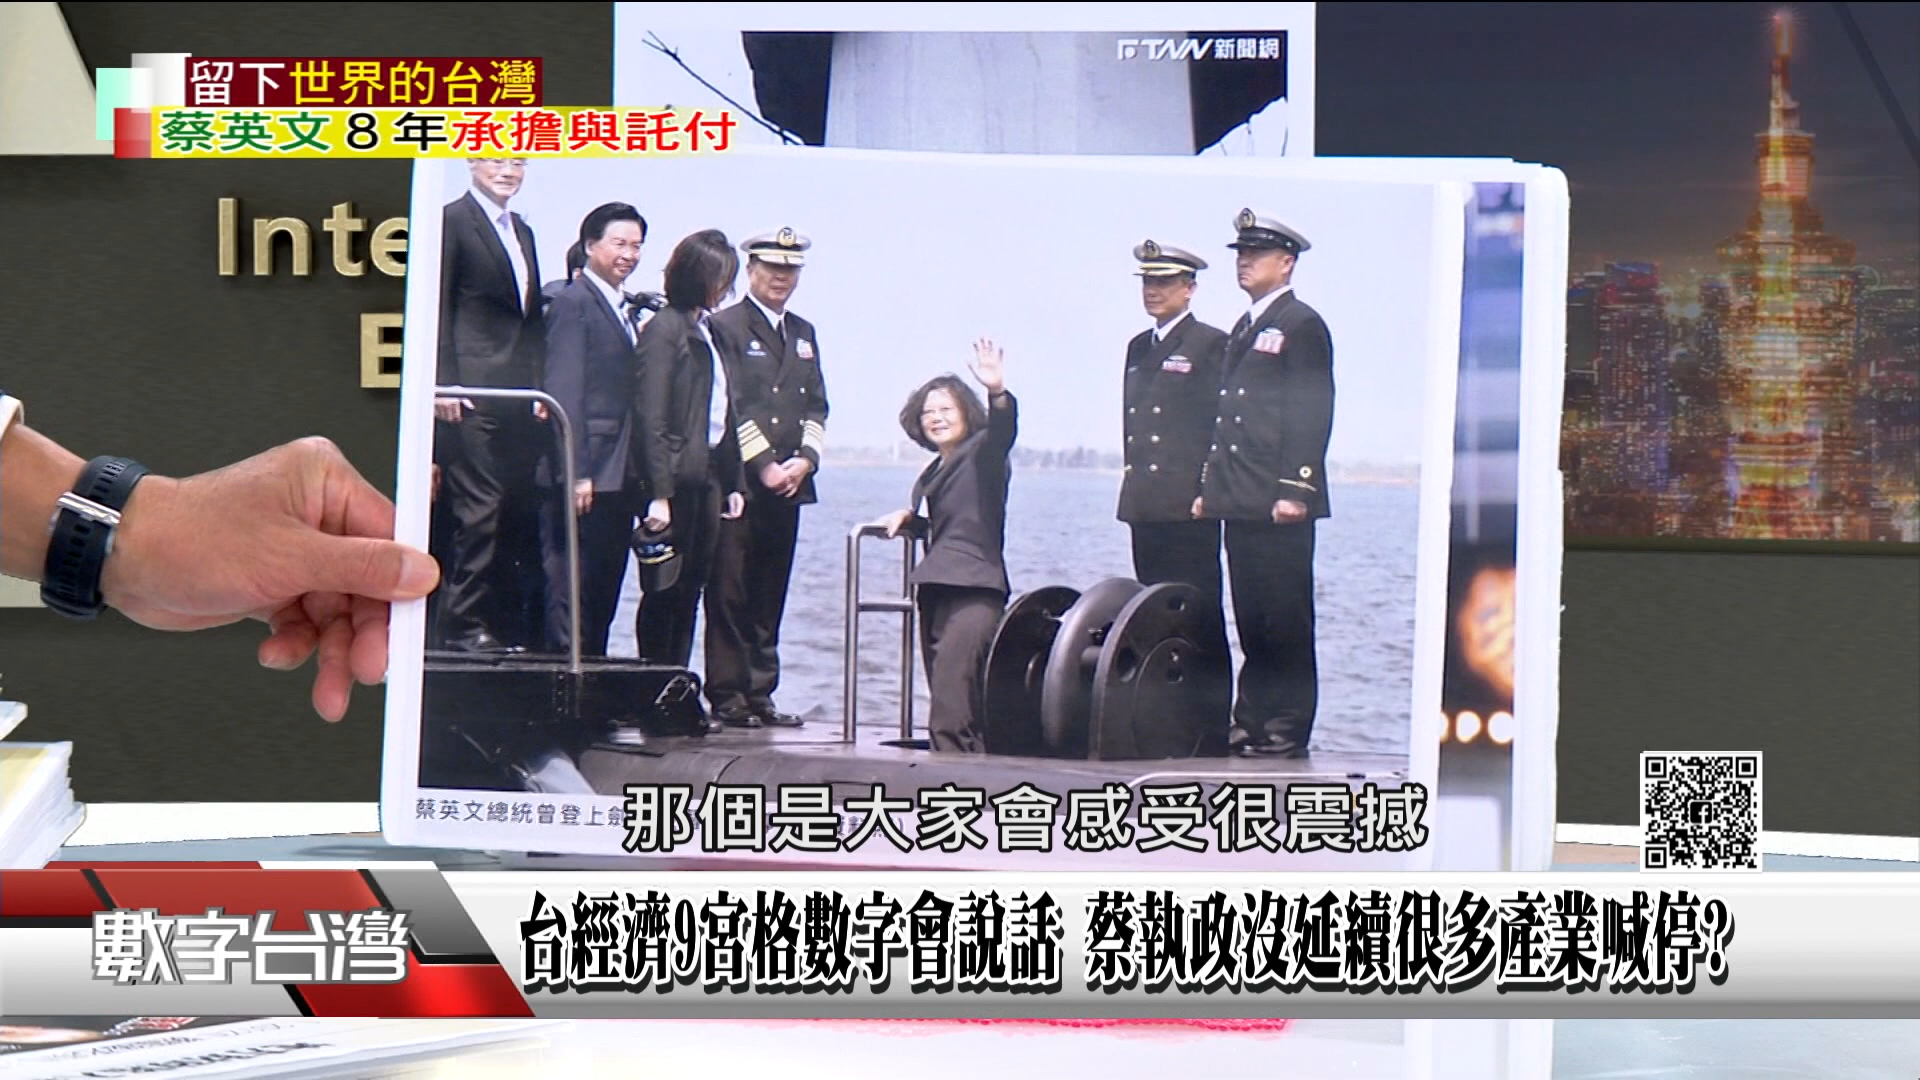 留下世界的台灣
蔡英文8年承擔與託付
FTNN新聞網
Inte
E
蔡英文總統曾登上劍
那個是大家會感受很震撼
數字台灣
台經濟9宮格數字會說話 蔡執政沒延續很多產業喊停?